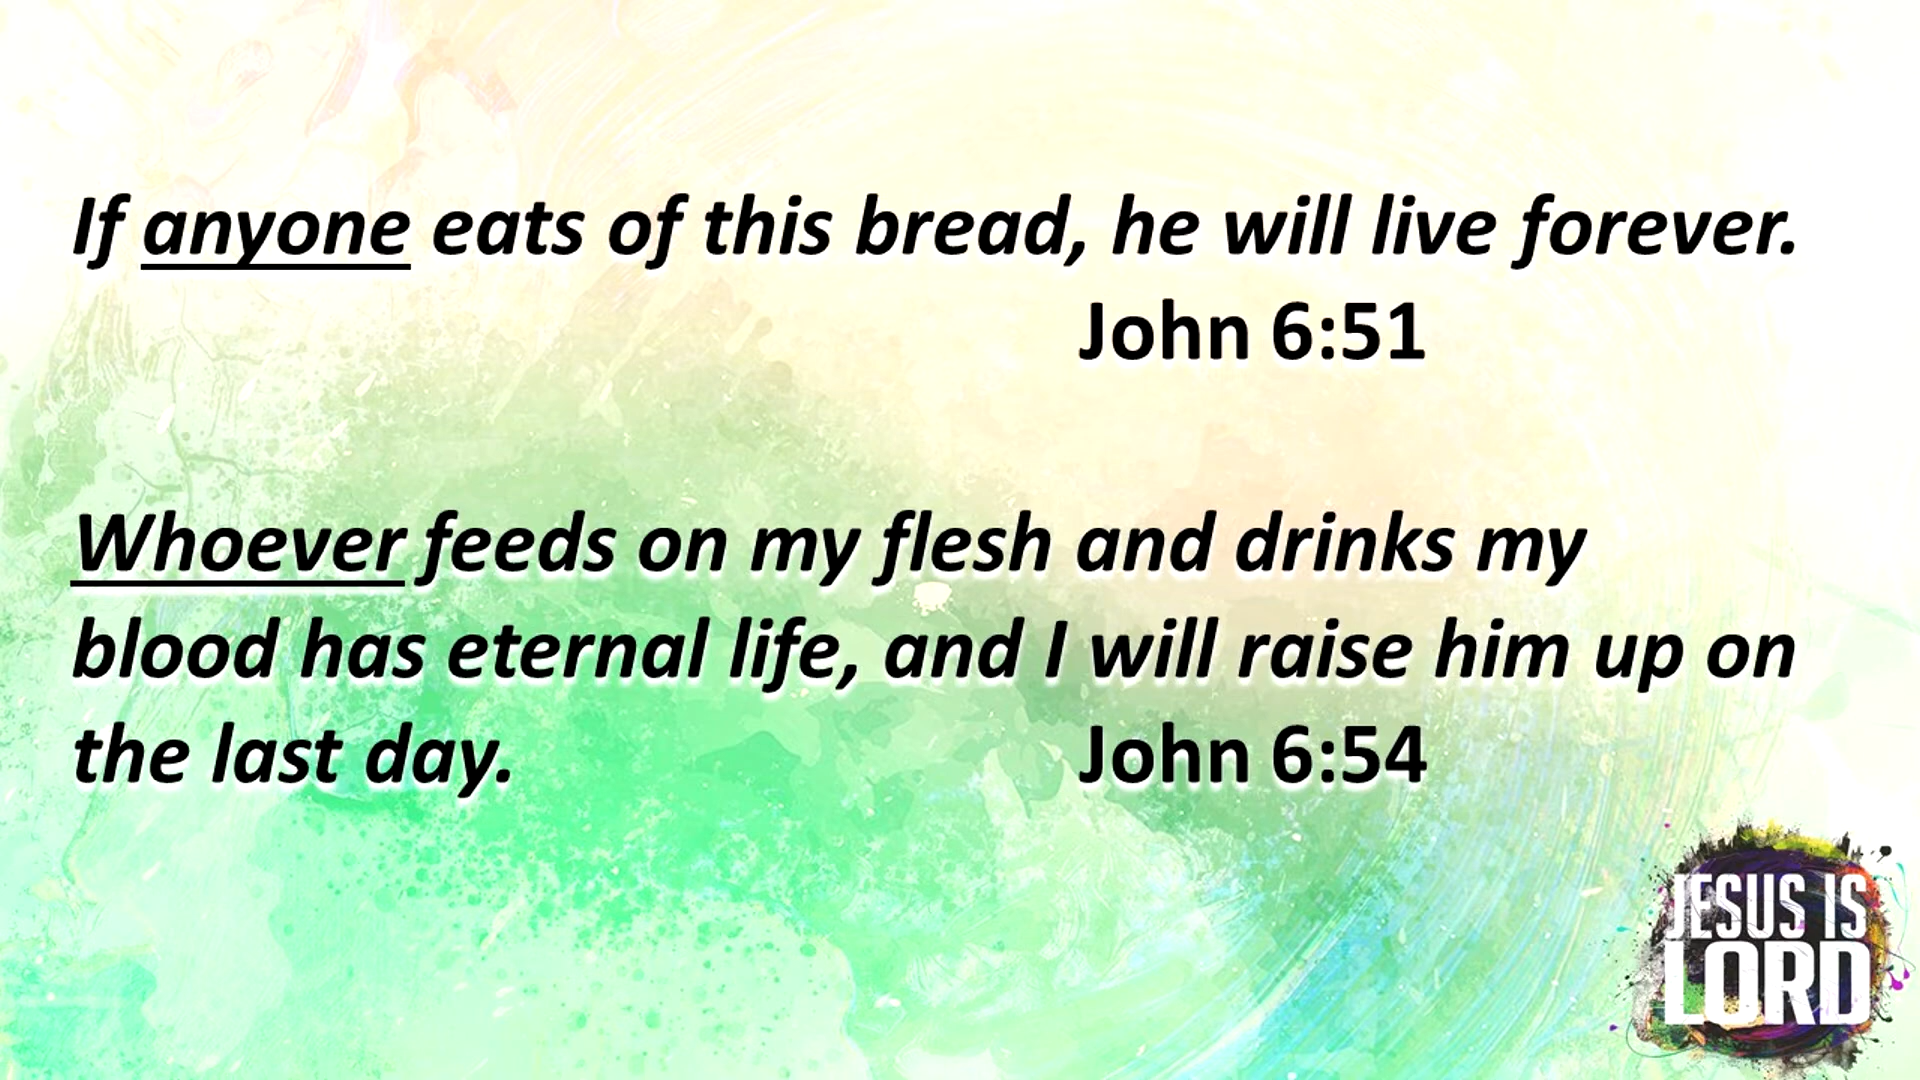 If anyone eats of this bread, he will live forever.
John 6:51
Whoever feeds on my flesh and drinks my
blood has eternal life, and I will raise him up on
the last day. John 6:54
JESUS IS
LORD